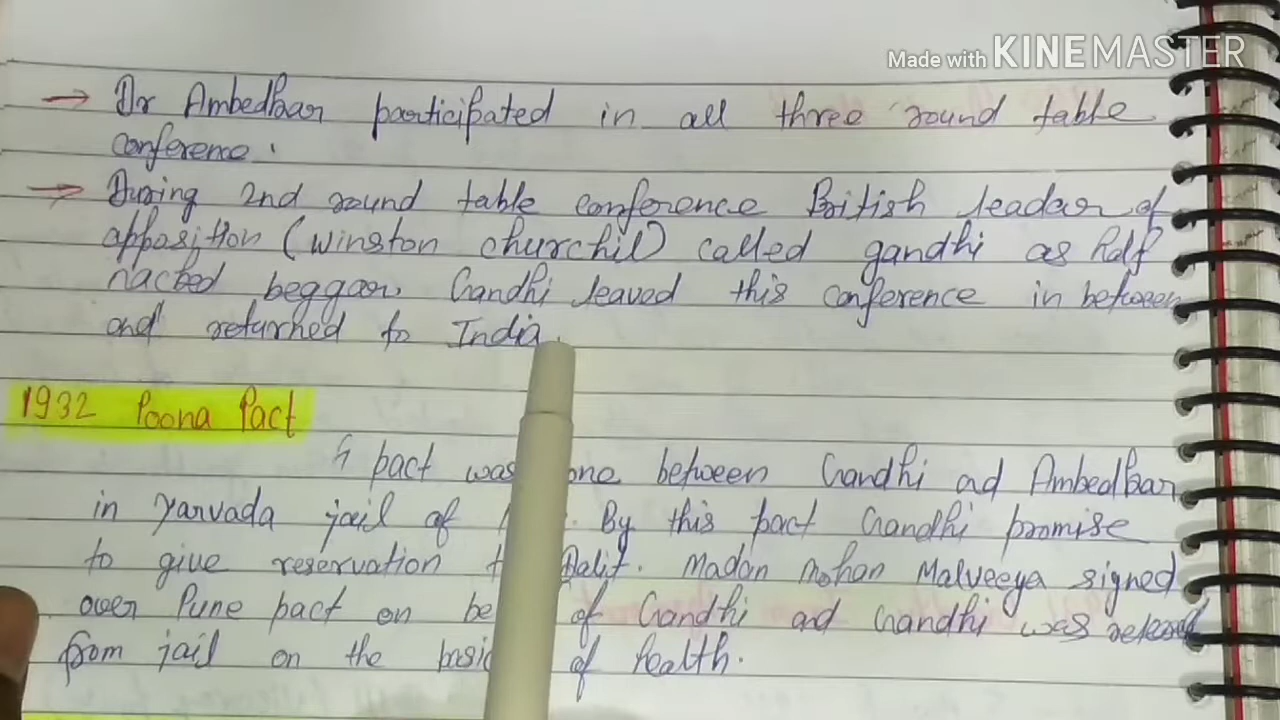 Made with KINEMASTER
→ Dr Ambedkar participated in all three round table
conference.
→ During 2nd round table conference British leader of
opposition (winston churchil) called gandhi as half
nacked beggar. Gandhi leaved this conference in between
and returned to India.
1932 Poona Pact
↳ pact was one between Gandhi ad Ambedkar
in yarvada jail of By this pact Gandhi promise
to give reservation Dalit. Madan Mohan Malveeya signed
over Pune pact on be of Gandhi and Gandhi was released
from jail on the basic of health.